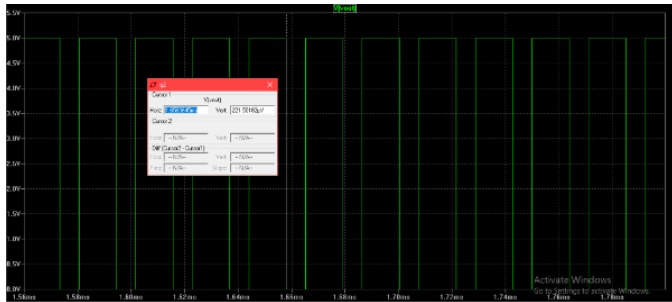 V(vout)
5.5V
5.0V
4.5V
4.0V
3.5V
3.0V
2.5V
2.0V
1.5V
1.0V
0.5V
0.0V
Cursor 1
V(vout)
Horz:
Vert:
Cursor 2
Horz: -- N/A--
Vert: -- N/A--
Diff (Cursor2 - Cursor1)
Horz: -- N/A--
Vert: -- N/A--
Slope: -- N/A--
1.56ms 1.58ms 1.60ms 1.62ms 1.64ms 1.66ms 1.68ms 1.70ms 1.72ms 1.74ms 1.76ms 1.78ms
Activate Windows
Go to Settings to activate Windows.